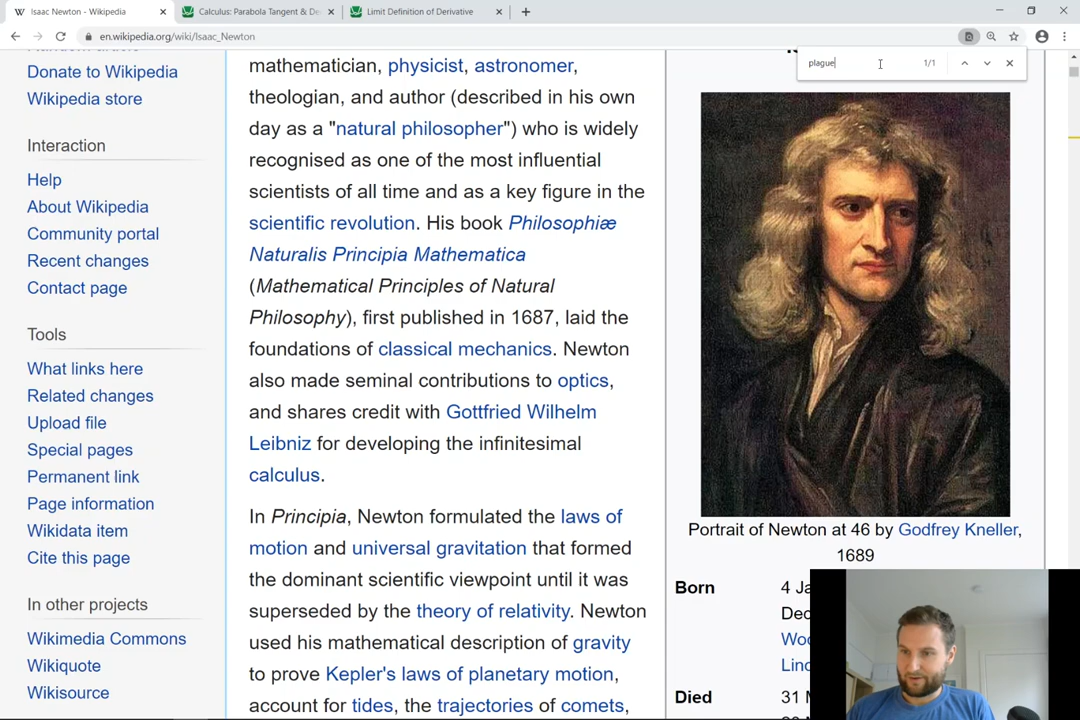 Isaac Newton - Wikipedia
Calculus: Parabola Tangent & De
Limit Definition of Derivative
en.wikipedia.org/wiki/Isaac_Newton
plague
1/1
Donate to Wikipedia
Wikipedia store
Interaction
Help
About Wikipedia
Community portal
Recent changes
Contact page
Tools
What links here
Related changes
Upload file
Special pages
Permanent link
Page information
Wikidata item
Cite this page
In other projects
Wikimedia Commons
Wikiquote
Wikisource
mathematician, physicist, astronomer,
theologian, and author (described in his own
day as a "natural philosopher") who is widely
recognised as one of the most influential
scientists of all time and as a key figure in the
scientific revolution. His book Philosophiæ
Naturalis Principia Mathematica
(Mathematical Principles of Natural
Philosophy), first published in 1687, laid the
foundations of classical mechanics. Newton
also made seminal contributions to optics,
and shares credit with Gottfried Wilhelm
Leibniz for developing the infinitesimal
calculus.
In Principia, Newton formulated the laws of
motion and universal gravitation that formed
the dominant scientific viewpoint until it was
superseded by the theory of relativity. Newton
used his mathematical description of gravity
to prove Kepler's laws of planetary motion,
account for tides, the trajectories of comets,
Portrait of Newton at 46 by Godfrey Kneller,
1689
Born
4 Ja
Dec
Woo
Linc
Died
31 M